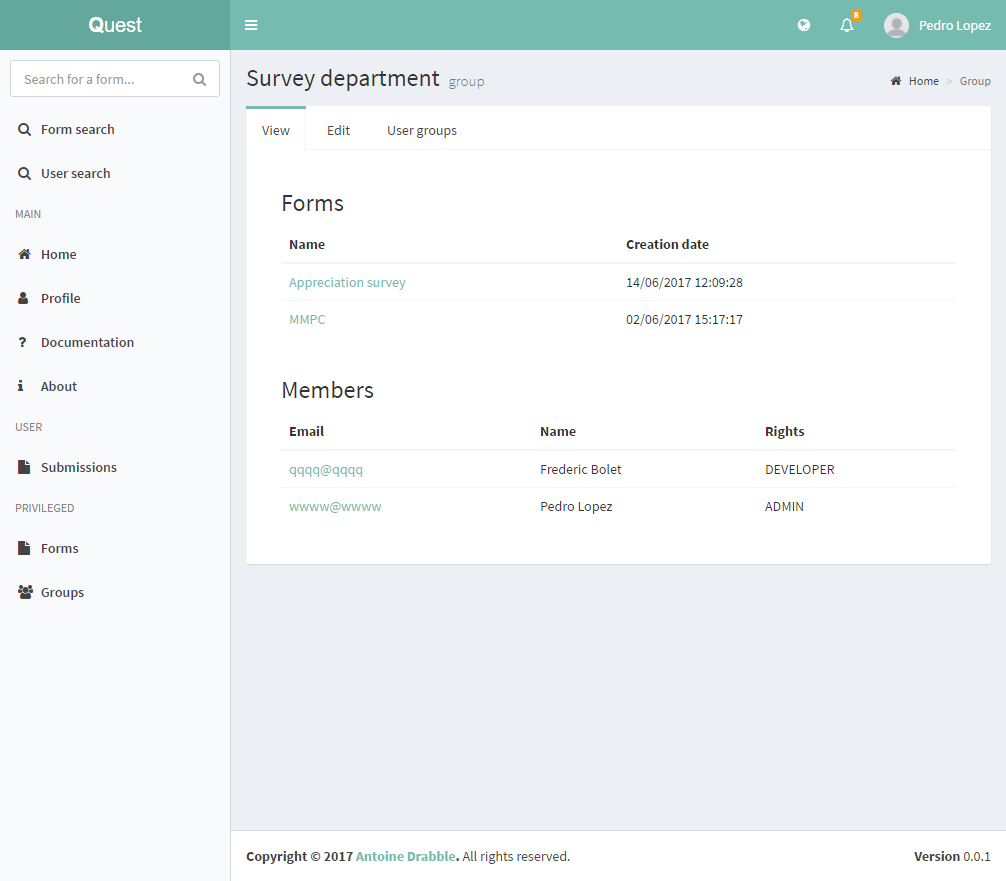 Quest
8
Pedro Lopez
Search for a form...
Form search
User search
MAIN
Home
Profile
Documentation
About
USER
Submissions
PRIVILEGED
Forms
Groups
Survey department group
Home > Group
View Edit User groups
Forms
Name Creation date
Appreciation survey 14/06/2017 12:09:28
MMPC 02/06/2017 15:17:17
Members
Email Name Rights
qqqq@qqqq Frederic Bolet DEVELOPER
wwww@wwww Pedro Lopez ADMIN
Copyright © 2017 Antoine Drabble. All rights reserved. Version 0.0.1